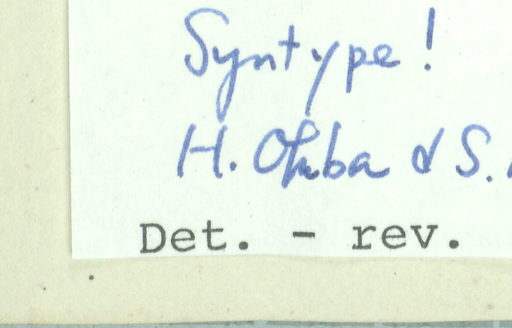 Syntype!
H. Ohba & S.
Det. - rev.